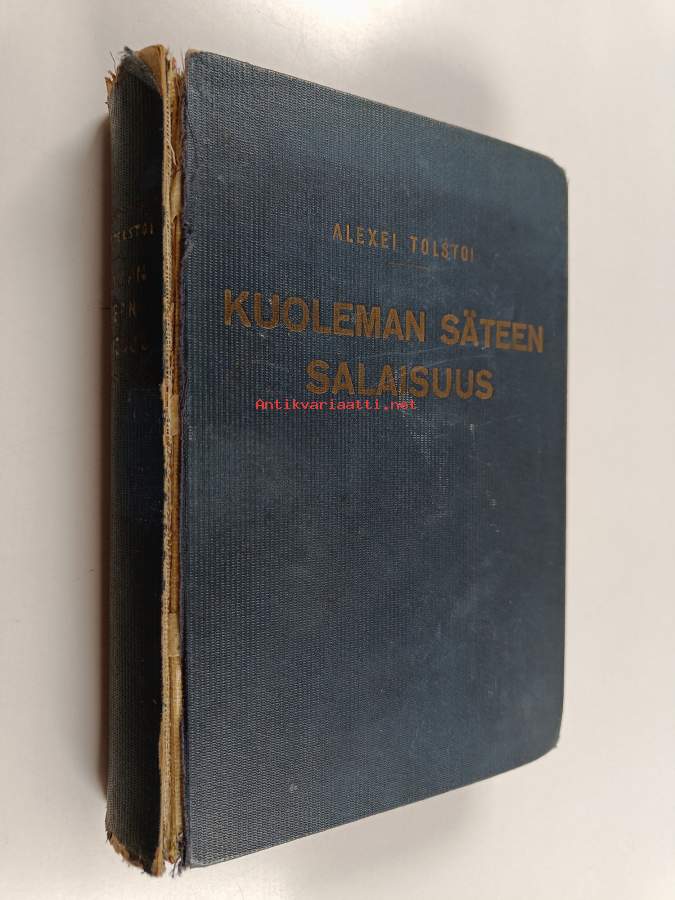 ALEXEI TOLSTOI
KUOLEMAN SÄTEEN
SALAISUUS
Antikvariaatti.net